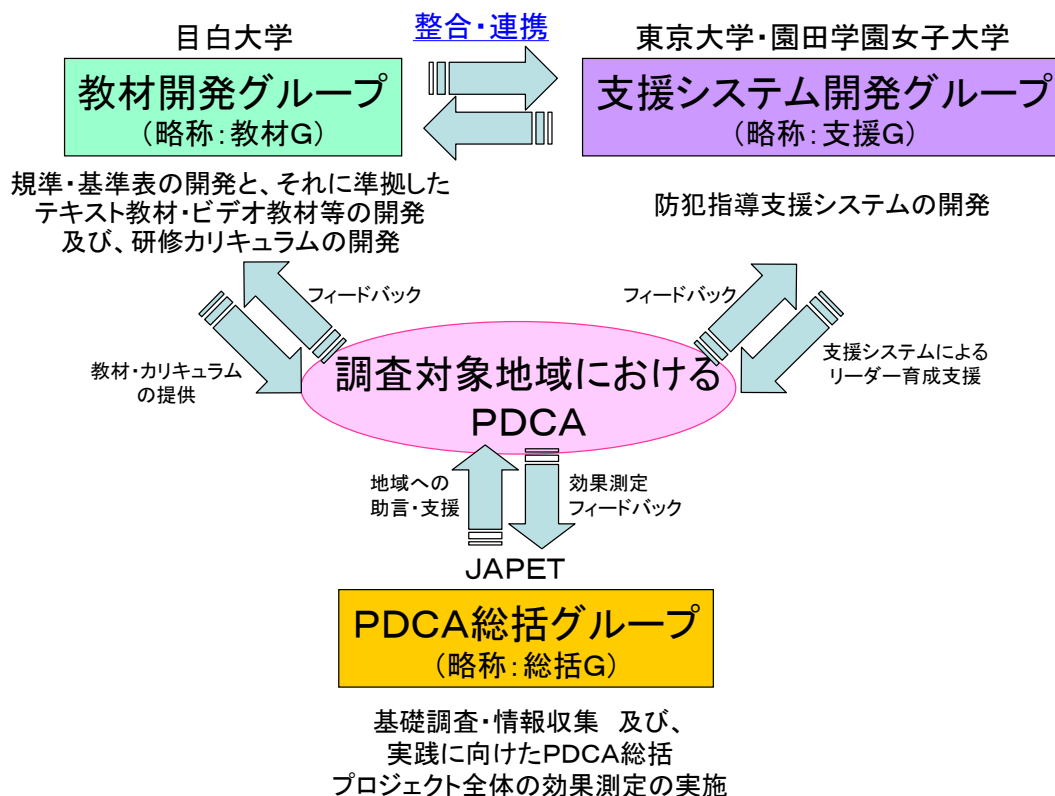 目白大学
整合・連携
東京大学・園田学園女子大学
教材開発グループ
（略称：教材G）
支援システム開発グループ
（略称：支援G）
規準・基準表の開発と、それに準拠した
テキスト教材・ビデオ教材等の開発
及び、研修カリキュラムの開発
防犯指導支援システムの開発
フィードバック
フィードバック
教材・カリキュラム
の提供
支援システムによる
リーダー育成支援
調査対象地域における
PDCA
地域への
助言・支援
効果測定
フィードバック
JAPET
PDCA総括グループ
（略称：総括G）
基礎調査・情報収集　及び、
実践に向けたPDCA総括
プロジェクト全体の効果測定の実施